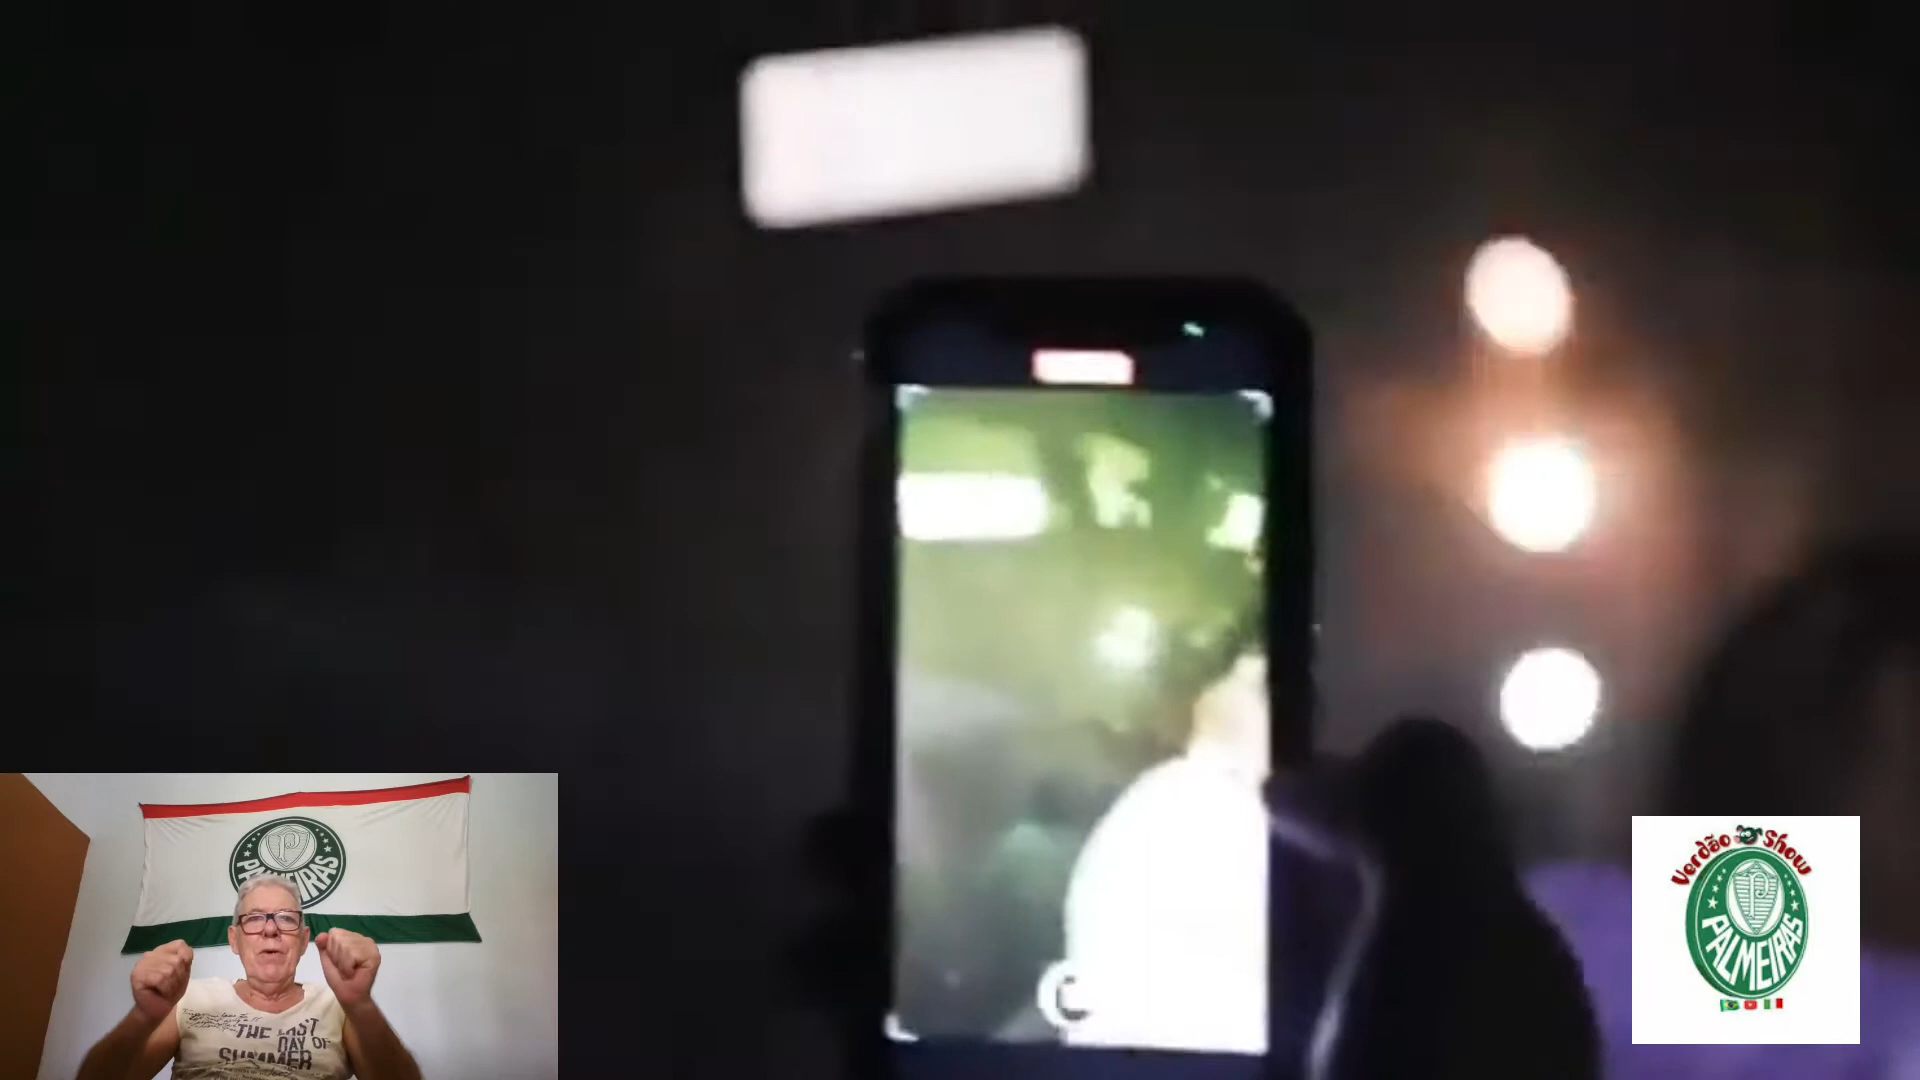 PALMEIRAS
P
THE LAST
DAY OF
SUMMER
Verdão Show
P
PALMEIRAS